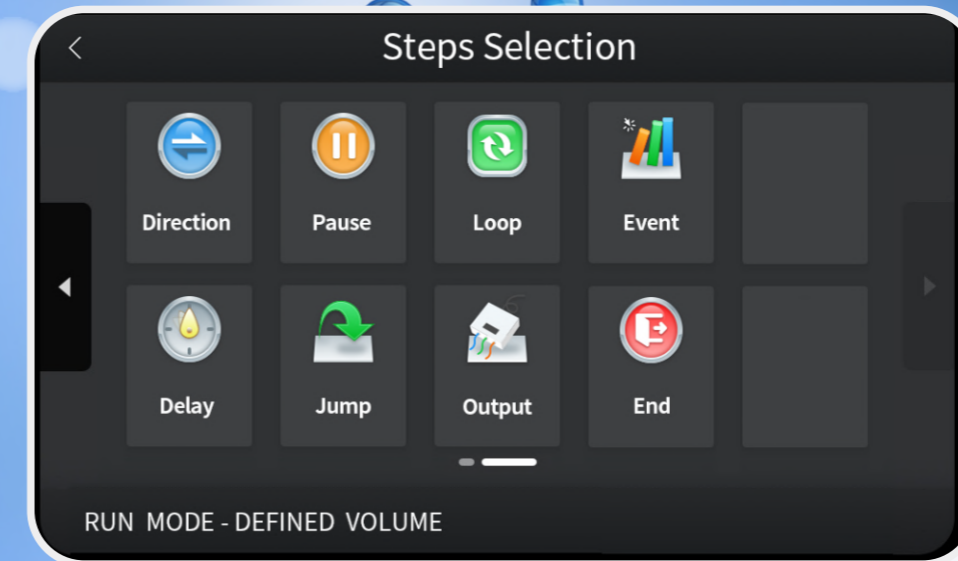 Steps Selection
Direction Pause Loop Event
Delay Jump Output End
RUN MODE - DEFINED VOLUME